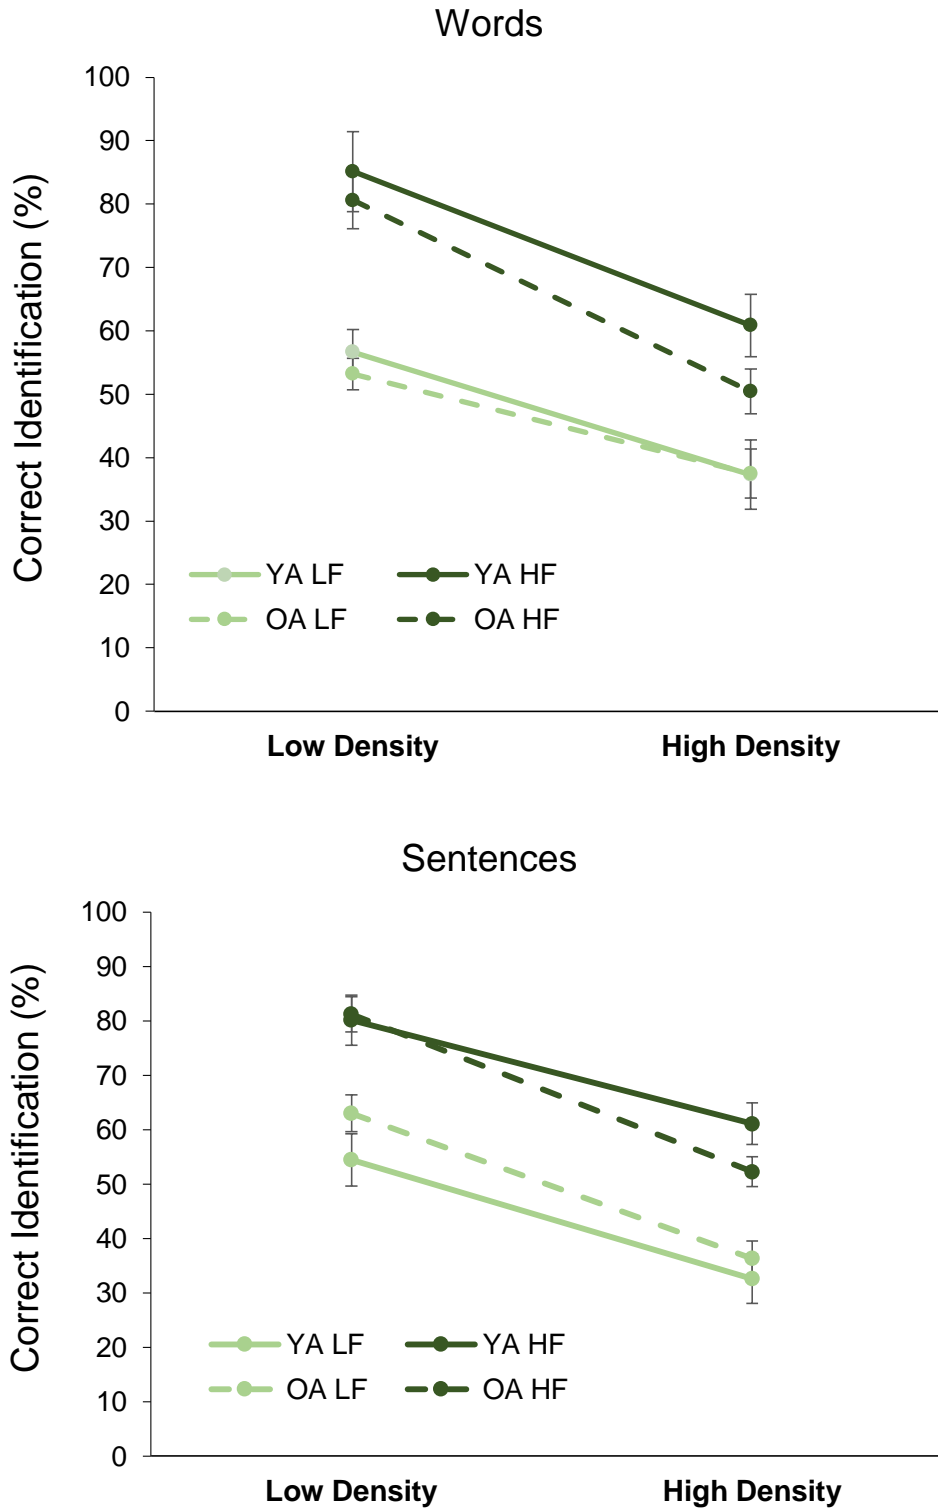 Words
Correct Identification (%)
100
90
80
70
60
50
40
30
20
10
0
YA LF YA HF
OA LF OA HF
Low Density High Density
Sentences
Correct Identification (%)
100
90
80
70
60
50
40
30
20
10
0
YA LF YA HF
OA LF OA HF
Low Density High Density